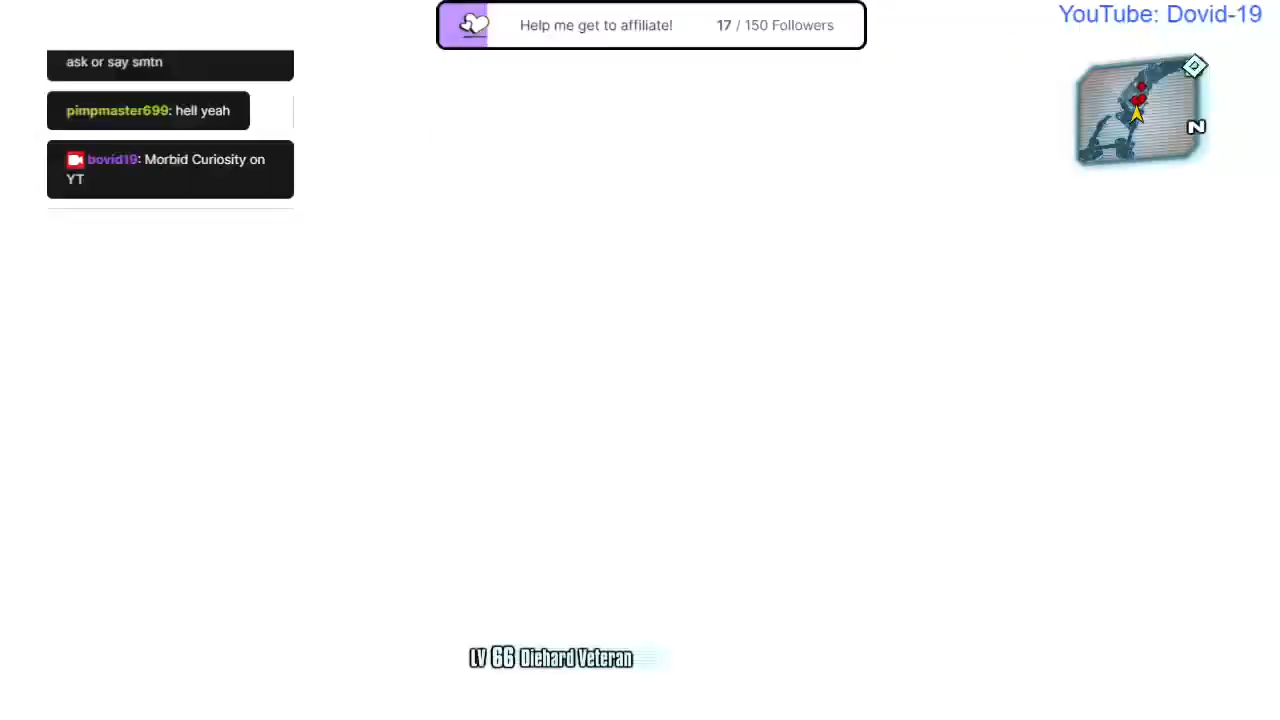 Help me get to affiliate! 17 / 150 Followers
YouTube: Dovid-19
ask or say smtn
pimpmaster699: hell yeah
bovid19: Morbid Curiosity on
YT
N
LV 66 Diehard Veteran